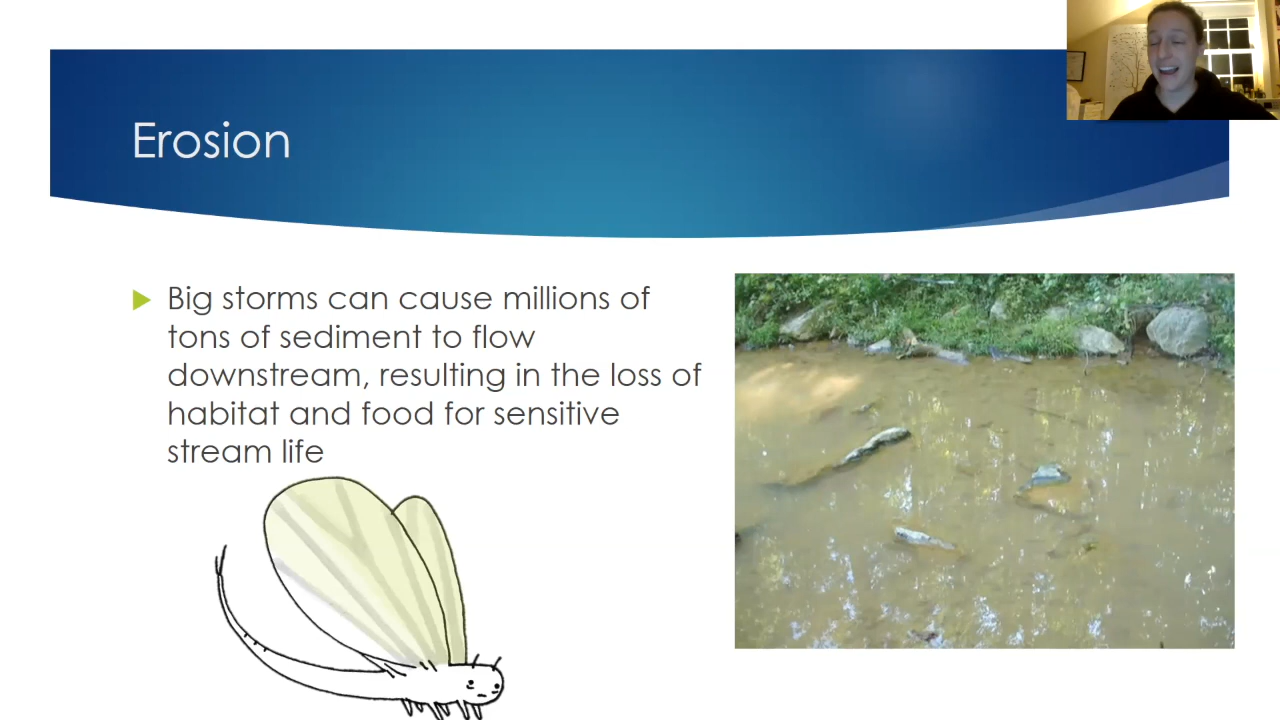 Erosion
Big storms can cause millions of
tons of sediment to flow
downstream, resulting in the loss of
habitat and food for sensitive
stream life